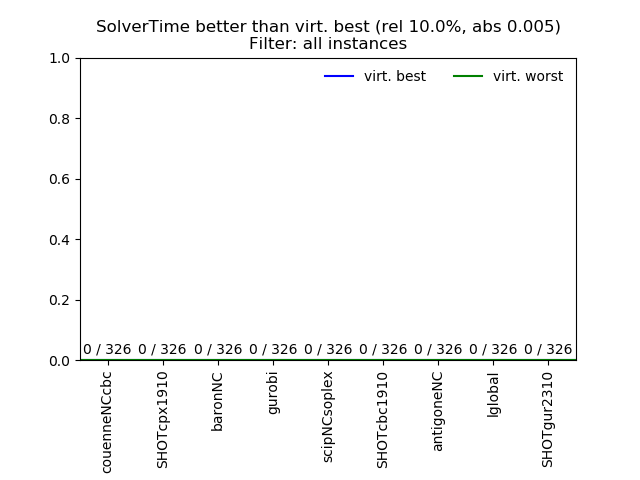 SolverTime better than virt. best (rel 10.0%, abs 0.005)
Filter: all instances
virt. best virt. worst
1.0
0.8
0.6
0.4
0.2
0.0
0 / 326 0 / 326 0 / 326 0 / 326 0 / 326 0 / 326 0 / 326 0 / 326 0 / 326
couenneNCcbc
SHOTcpx1910
baronNC
gurobi
scipNCsoplex
SHOTcbc1910
antigoneNC
lglobal
SHOTgur2310